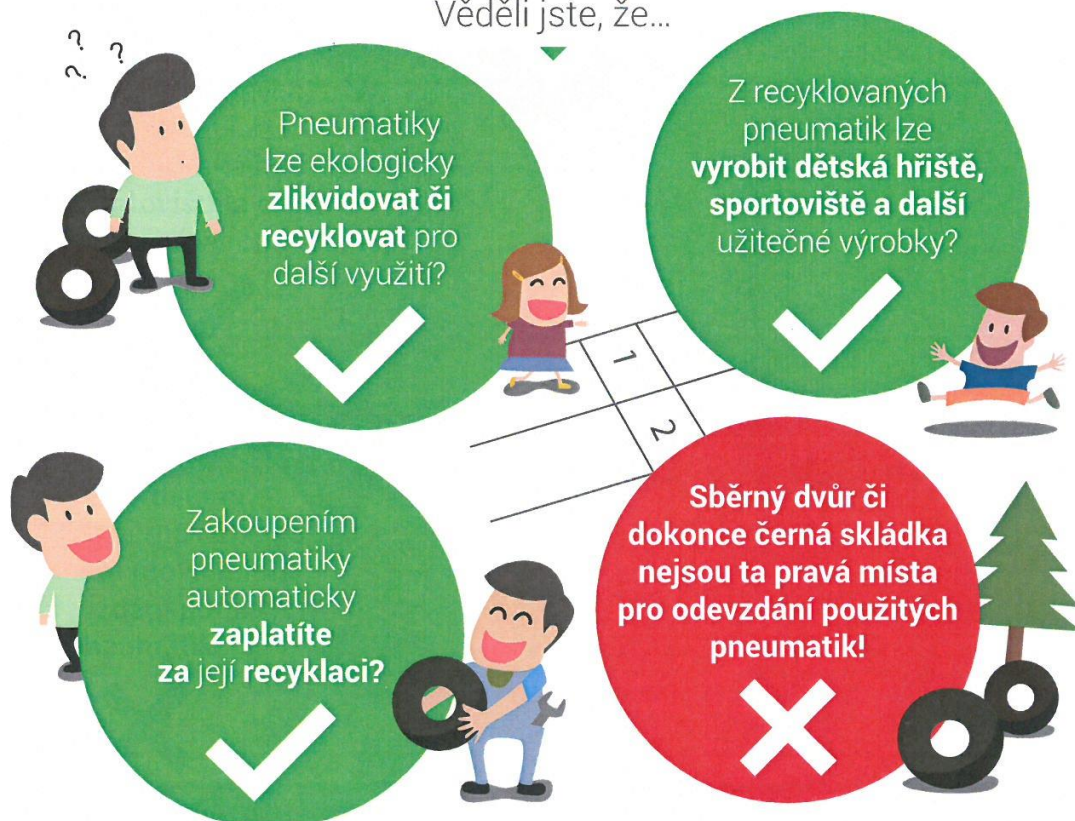 Věděli jste, že...
? ? ?
Pneumatiky
lze ekologicky
zlikvidovat či
recyklovat pro
další využití?
Z recyklovaných
pneumatik lze
vyrobit dětská hřiště,
sportoviště a další
užitečné výrobky?
1
2
Zakoupením
pneumatiky
automaticky
zaplatíte
za její recyklaci?
Sběrný dvůr či
dokonce černá skládka
nejsou ta pravá místa
pro odevzdání použitých
pneumatik!